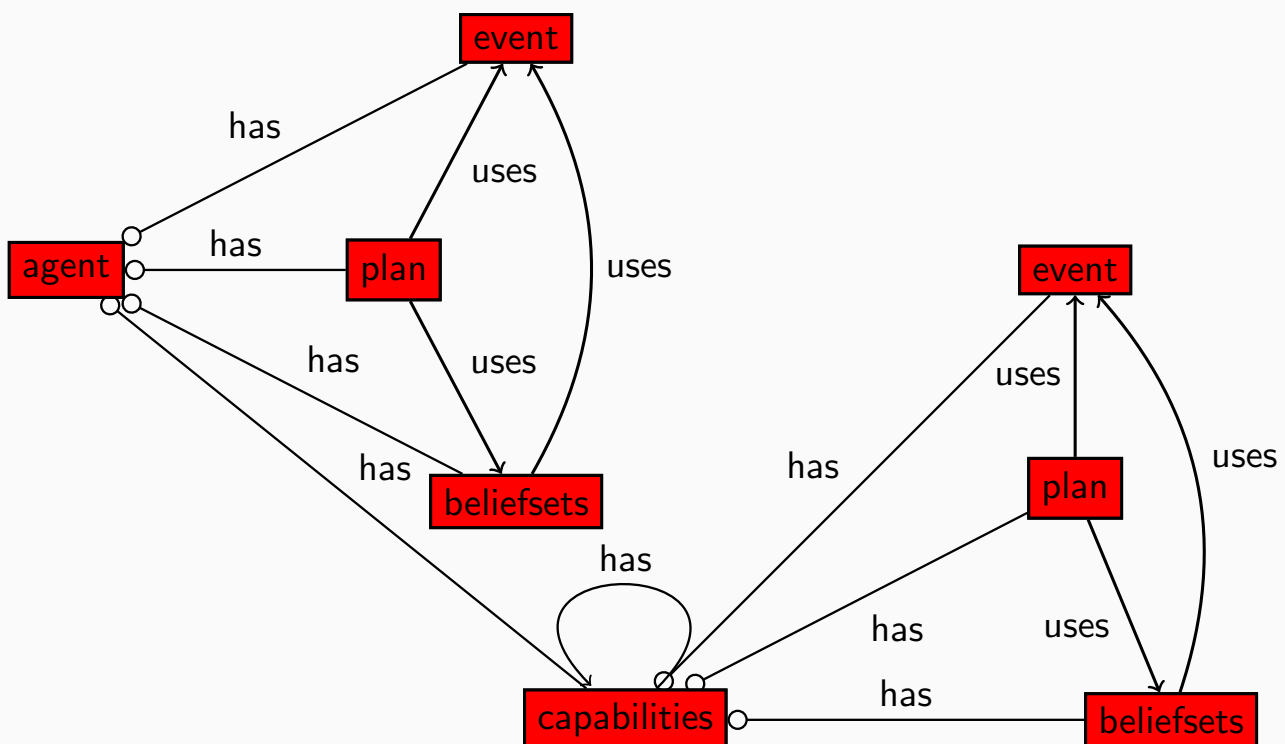 event
has
uses
agent
has
plan
uses
event
has
uses
uses
has
has
beliefsets
uses
plan
has
has
uses
has
capabilities
beliefsets